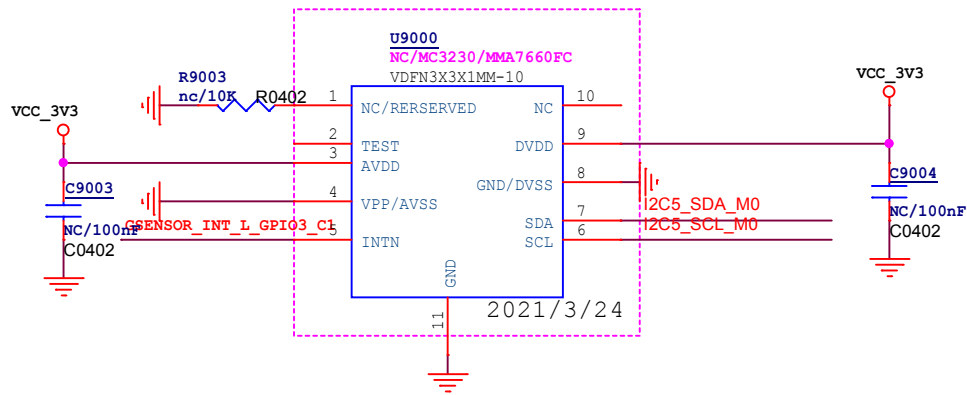 U9000
NC/MC3230/MMA7660FC
VDFN3X3X1MM-10
R9003
nc/10K
R0402
VCC_3V3
VCC_3V3
1
NC/RERSERVED
NC
10
2
TEST
DVDD
9
3
AVDD
4
VPP/AVSS
GND/DVSS
8
C9003
C9004
NC/100nF
C0402
NC/100nF
C0402
GSENSOR_INT_L_GPIO3_C1
5
INTN
SDA
7
I2C5_SDA_M0
SCL
6
I2C5_SCL_M0
GND
11
2021/3/24